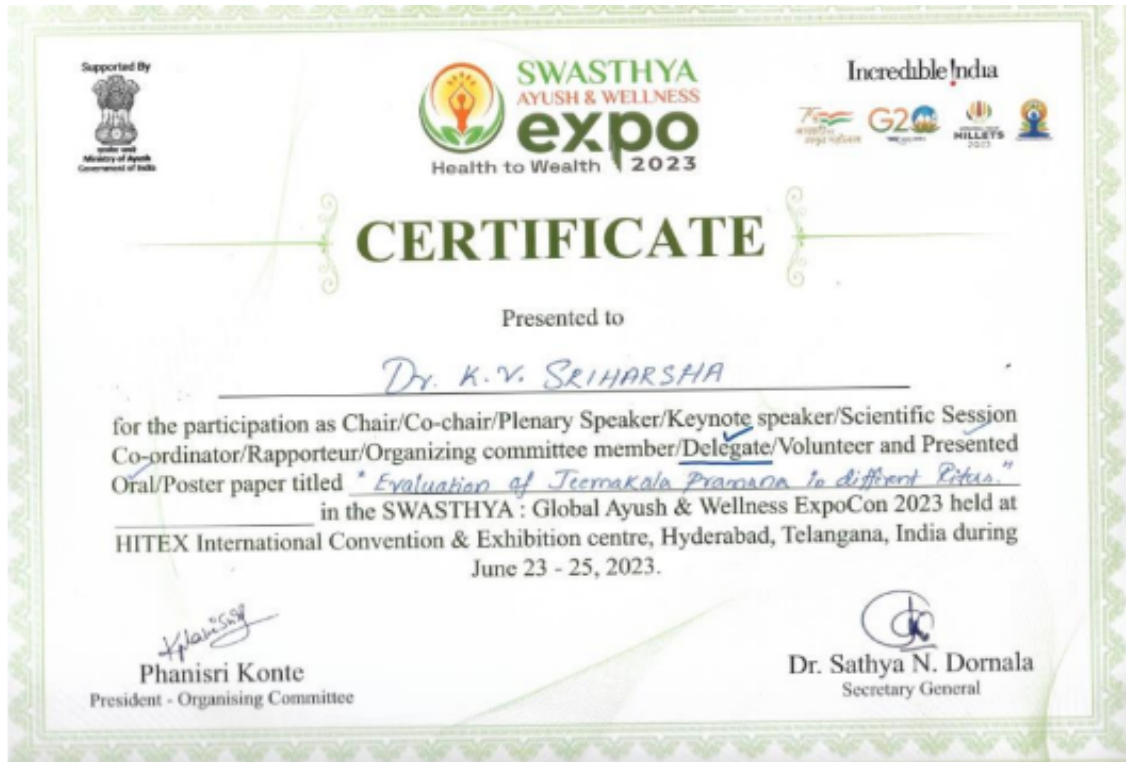 Supported By
Ministry of Ayush
Government of India
SWASTHYA
AYUSH & WELLNESS
expo
Health to Wealth 2023
Incredible !ndia
G20
MILLETS
2023
CERTIFICATE
Presented to
Dr. K.V. SRIHARSHA
for the participation as Chair/Co-chair/Plenary Speaker/Keynote speaker/Scientific Session
Co-ordinator/Rapporteur/Organizing committee member/Delegate/Volunteer and Presented
Oral/Poster paper titled "Evaluation of Jeernakala Pramana in different Ritus."
in the SWASTHYA : Global Ayush & Wellness ExpoCon 2023 held at
HITEX International Convention & Exhibition centre, Hyderabad, Telangana, India during
June 23 - 25, 2023.
Phanisri Konte
President - Organising Committee
Dr. Sathya N. Dornala
Secretary General